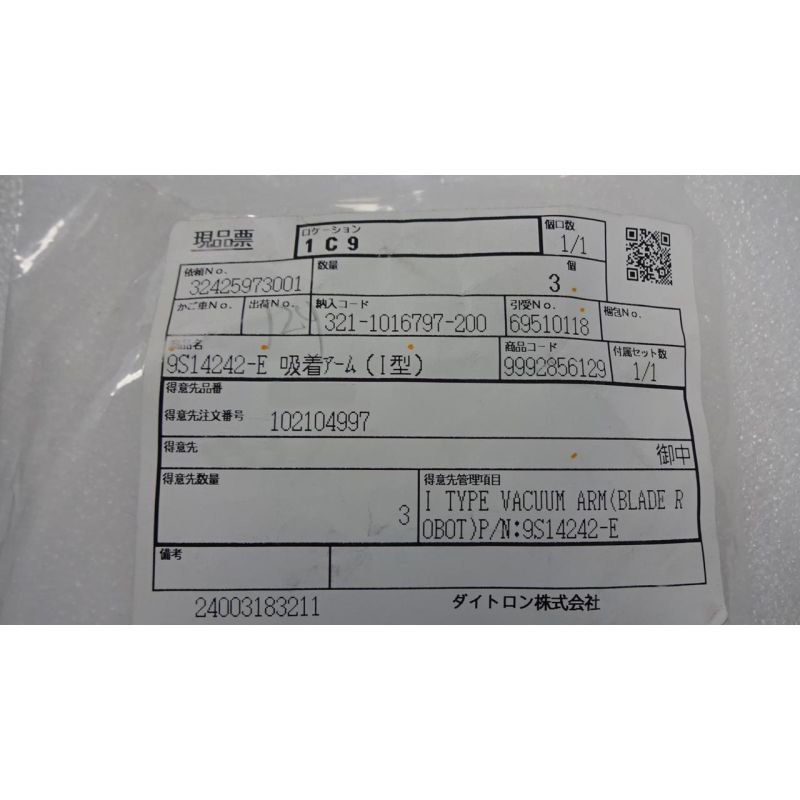 現品票
ロケーション
1 C 9
個口数
1/1
依頼No.
32425973001
数量
3 個
かご車No.
出荷No.
納入コード
321-1016797-200
引受No.
69510118
梱包No.
商品名
9S14242-E 吸着アーム(I型)
商品コード
9992856129
付属セット数
1/1
得意先品番
得意先注文番号 102104997
得意先
御中
得意先数量
3
得意先管理項目
I TYPE VACUUM ARM(BLADE R
OBOT)P/N:9S14242-E
備考
24003183211
ダイトロン株式会社